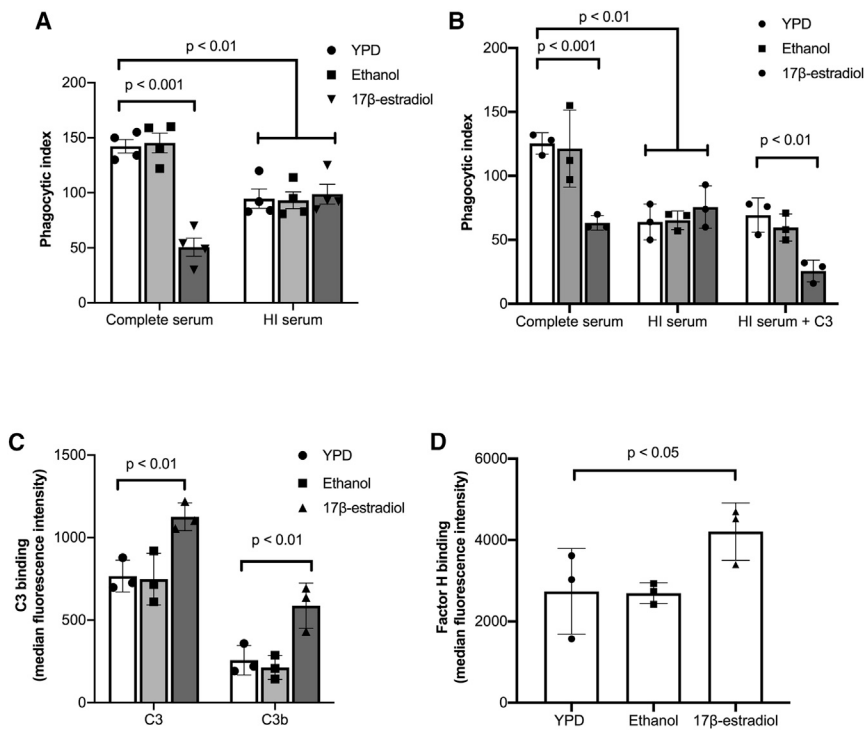 A
p < 0.01
YPD
Ethanol
17β-estradiol
p < 0.001
200
150
100
50
0
Phagocytic index
Complete serum
HI serum
B
p < 0.01
YPD
Ethanol
17β-estradiol
p < 0.001
p < 0.01
200
150
100
50
0
Phagocytic index
Complete serum
HI serum
HI serum + C3
C
YPD
Ethanol
17β-estradiol
p < 0.01
p < 0.01
1500
1000
500
0
C3 binding
(median fluorescence intensity)
C3
C3b
D
p < 0.05
6000
4000
2000
0
Factor H binding
(median fluorescence intensity)
YPD
Ethanol
17β-estradiol